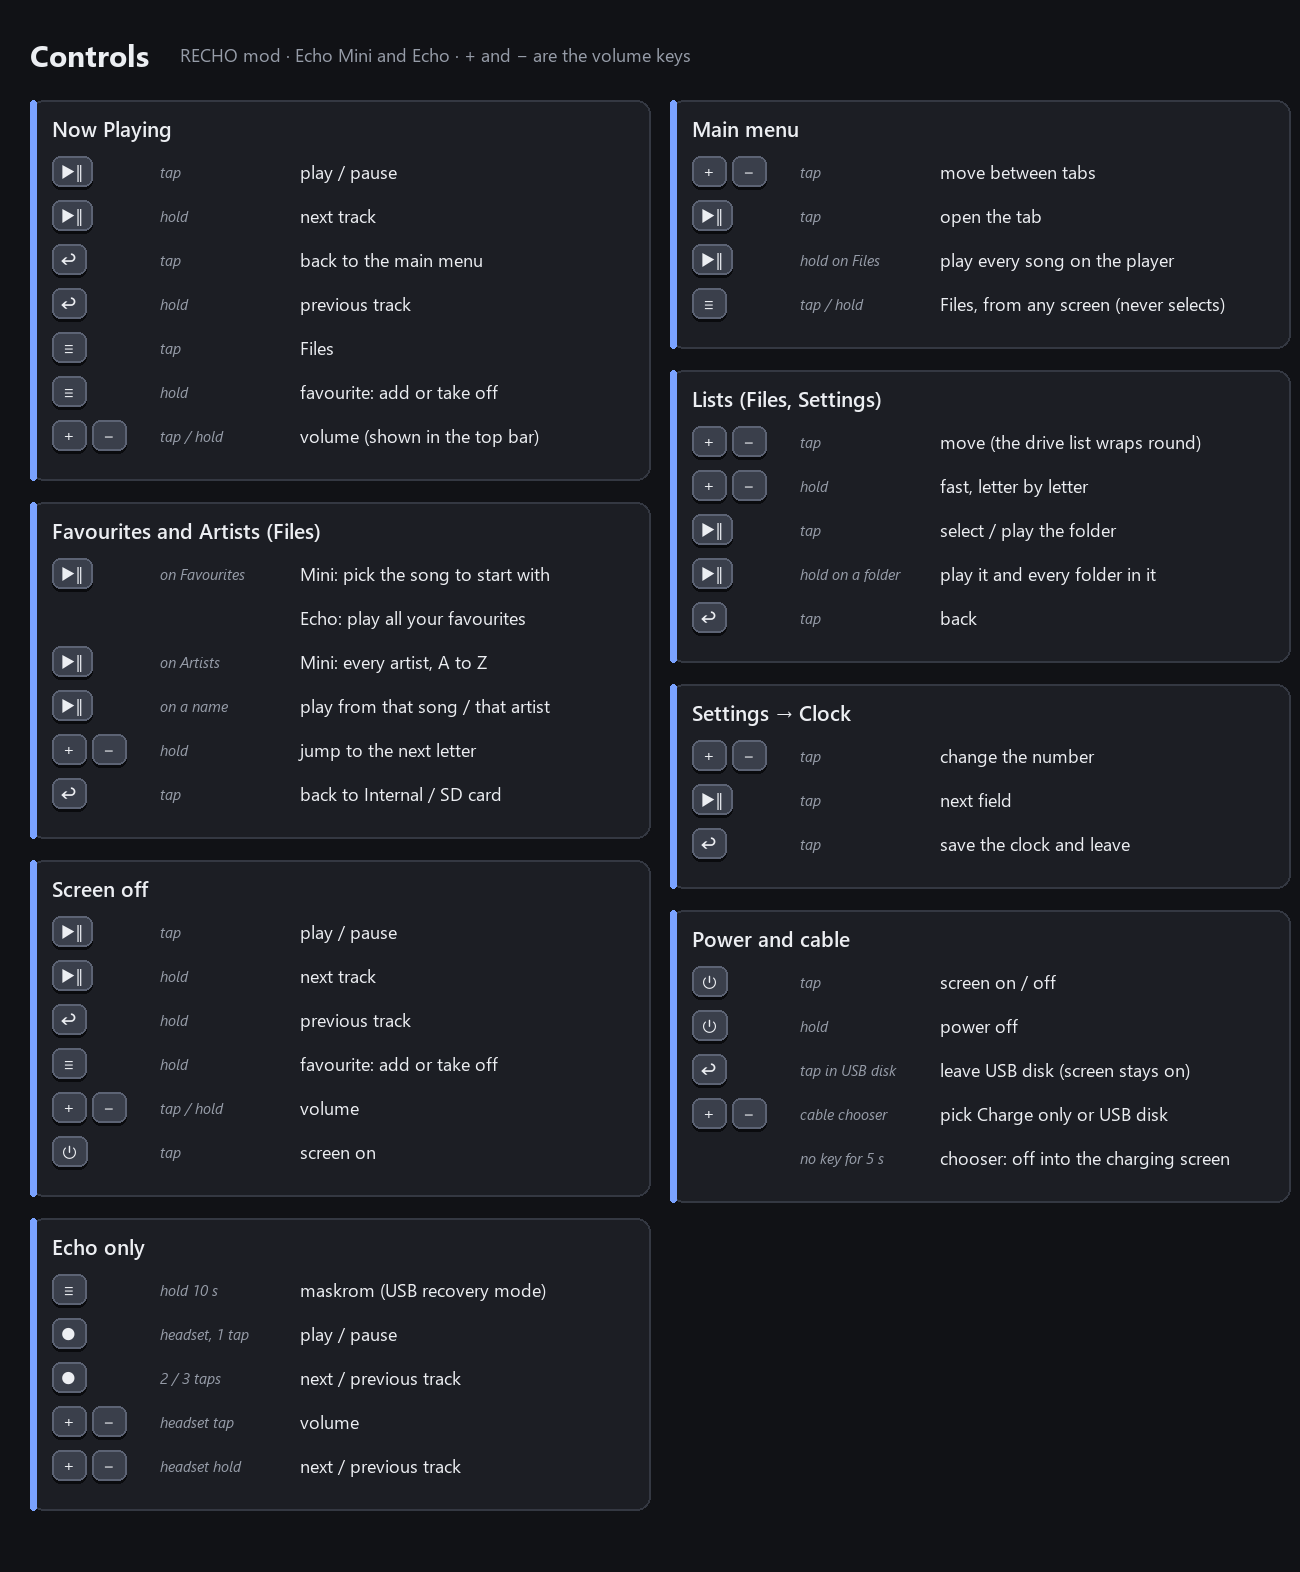 Controls RECHO mod · Echo Mini and Echo · + and − are the volume keys
Now Playing
▶‖ tap play / pause
▶‖ hold next track
↩ tap back to the main menu
↩ hold previous track
≡ tap Files
≡ hold favourite: add or take off
+ − tap / hold volume (shown in the top bar)
Favourites and Artists (Files)
▶‖ on Favourites Mini: pick the song to start with
Echo: play all your favourites
▶‖ on Artists Mini: every artist, A to Z
▶‖ on a name play from that song / that artist
+ − hold jump to the next letter
↩ tap back to Internal / SD card
Screen off
▶‖ tap play / pause
▶‖ hold next track
↩ hold previous track
≡ hold favourite: add or take off
+ − tap / hold volume
⏻ tap screen on
Echo only
≡ hold 10 s maskrom (USB recovery mode)
● headset, 1 tap play / pause
● 2 / 3 taps next / previous track
+ − headset tap volume
+ − headset hold next / previous track
Main menu
+ − tap move between tabs
▶‖ tap open the tab
▶‖ hold on Files play every song on the player
≡ tap / hold Files, from any screen (never selects)
Lists (Files, Settings)
+ − tap move (the drive list wraps round)
+ − hold fast, letter by letter
▶‖ tap select / play the folder
▶‖ hold on a folder play it and every folder in it
↩ tap back
Settings → Clock
+ − tap change the number
▶‖ tap next field
↩ tap save the clock and leave
Power and cable
⏻ tap screen on / off
⏻ hold power off
↩ tap in USB disk leave USB disk (screen stays on)
+ − cable chooser pick Charge only or USB disk
no key for 5 s chooser: off into the charging screen